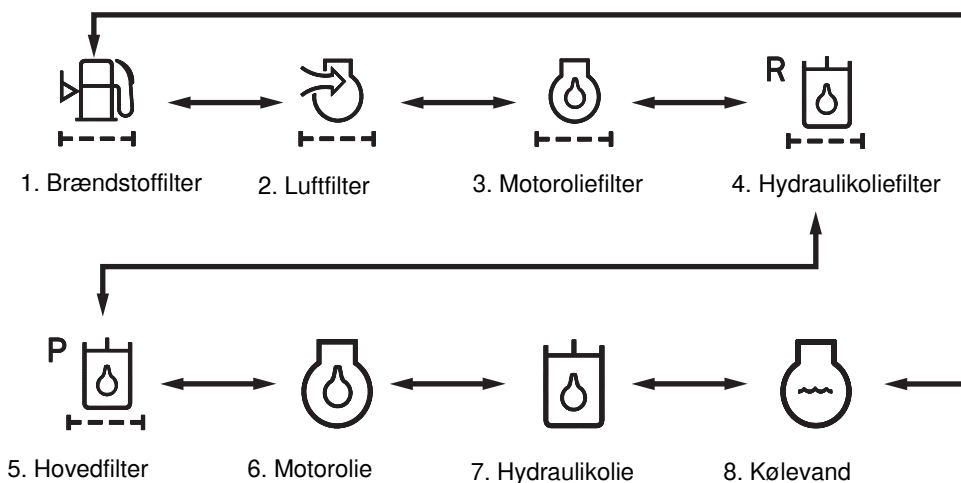 R
1. Brændstoffilter
2. Luftfilter
3. Motoroliefilter
4. Hydraulikoliefilter
P
5. Hovedfilter
6. Motorolie
7. Hydraulikolie
8. Kølevand